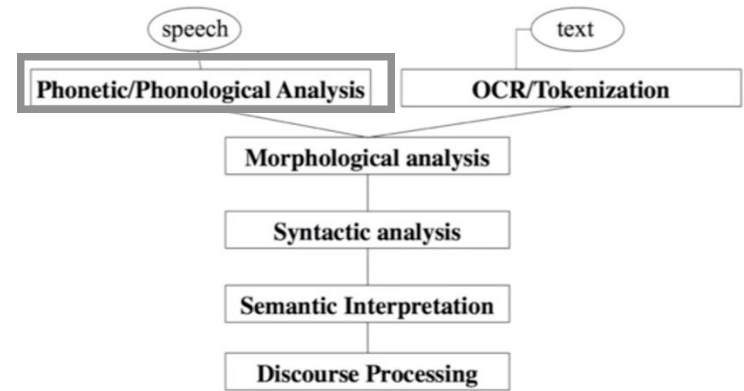 speech
text
Phonetic/Phonological Analysis
OCR/Tokenization
Morphological analysis
Syntactic analysis
Semantic Interpretation
Discourse Processing